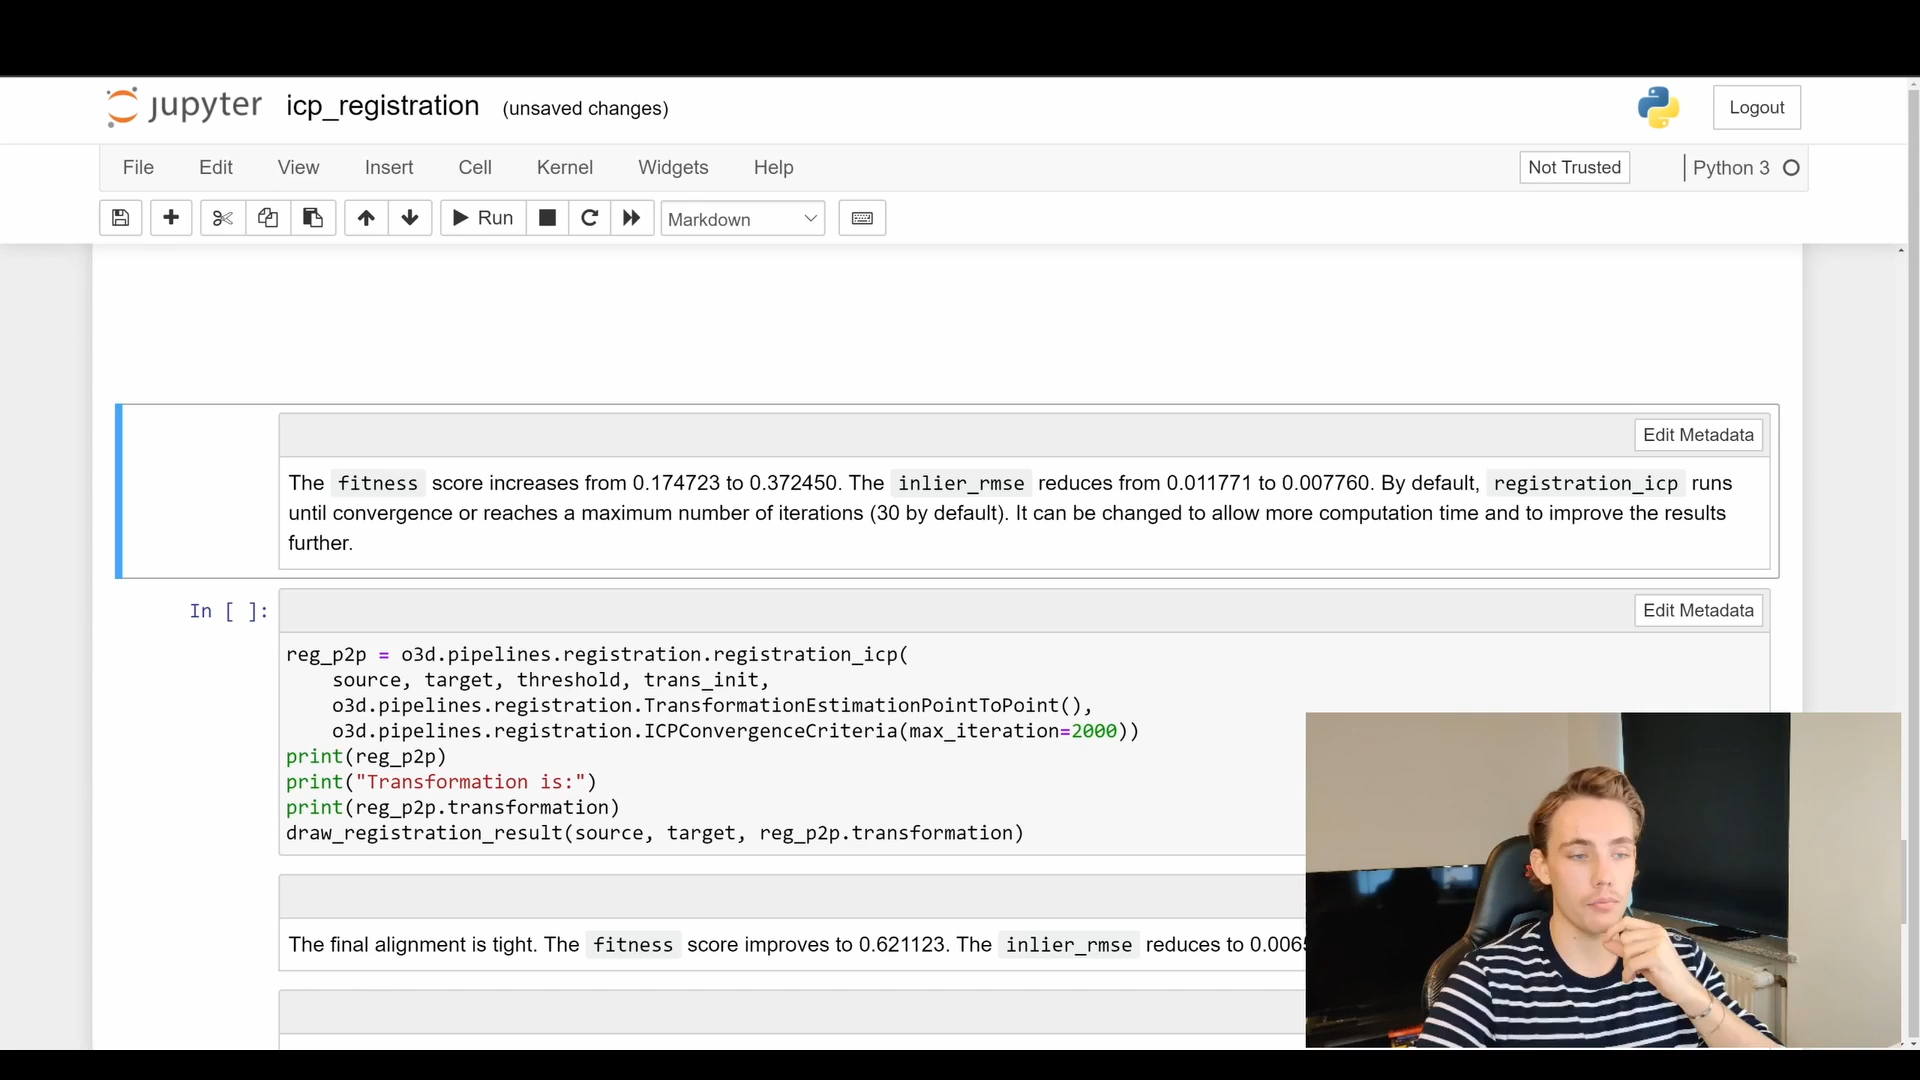 jupyter icp_registration (unsaved changes) Logout
File Edit View Insert Cell Kernel Widgets Help Not Trusted Python 3
Run Markdown
Edit Metadata
The fitness score increases from 0.174723 to 0.372450. The inlier_rmse reduces from 0.011771 to 0.007760. By default, registration_icp runs
until convergence or reaches a maximum number of iterations (30 by default). It can be changed to allow more computation time and to improve the results
further.
In [ ]: Edit Metadata
reg_p2p = o3d.pipelines.registration.registration_icp(
source, target, threshold, trans_init,
o3d.pipelines.registration.TransformationEstimationPointToPoint(),
o3d.pipelines.registration.ICPConvergenceCriteria(max_iteration=2000))
print(reg_p2p)
print("Transformation is:")
print(reg_p2p.transformation)
draw_registration_result(source, target, reg_p2p.transformation)
The final alignment is tight. The fitness score improves to 0.621123. The inlier_rmse reduces to